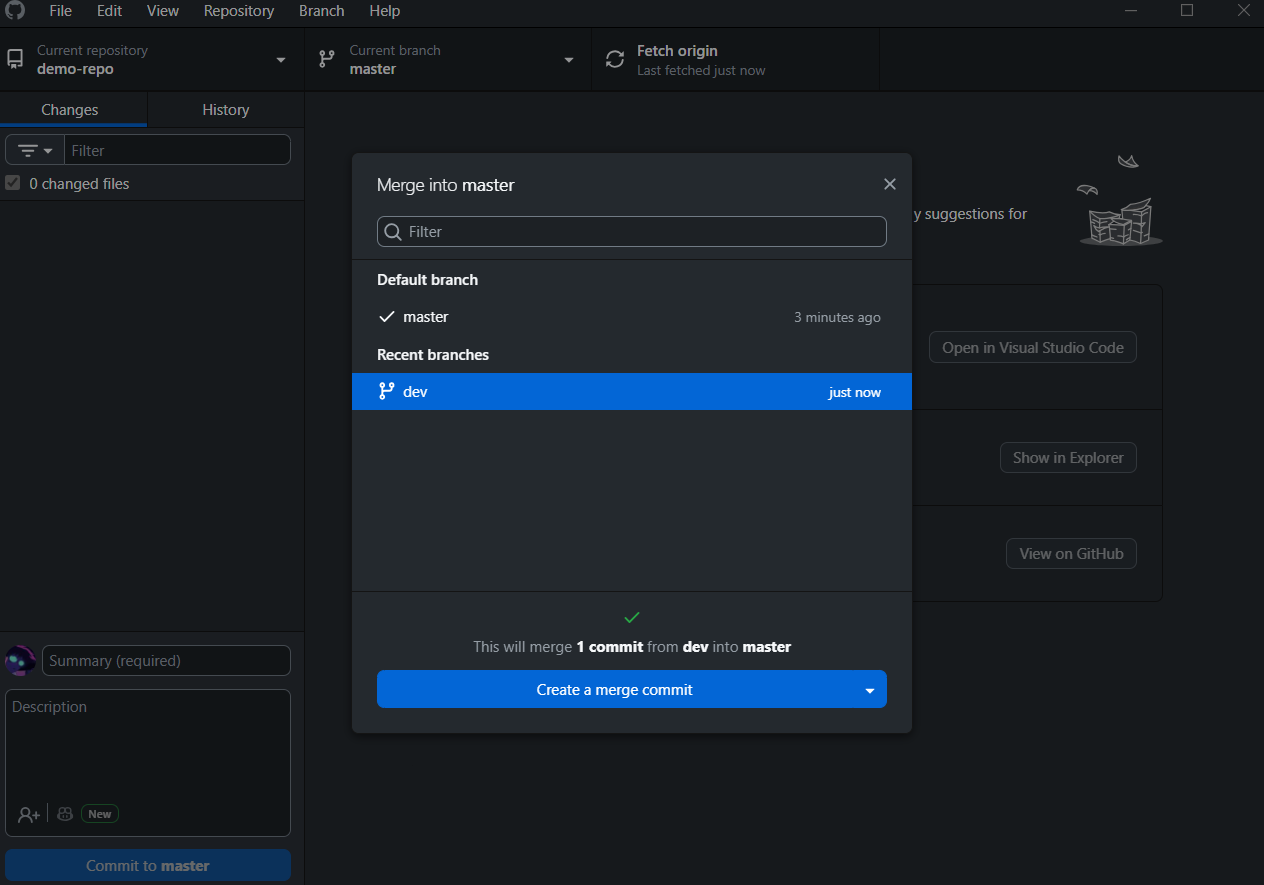 File Edit View Repository Branch Help
Current repository
demo-repo
Current branch
master
Fetch origin
Last fetched just now
Changes
History
Filter
0 changed files
y suggestions for
Open in Visual Studio Code
Show in Explorer
View on GitHub
Merge into master
Filter
Default branch
master 3 minutes ago
Recent branches
dev just now
This will merge 1 commit from dev into master
Create a merge commit
Summary (required)
Description
New
Commit to master